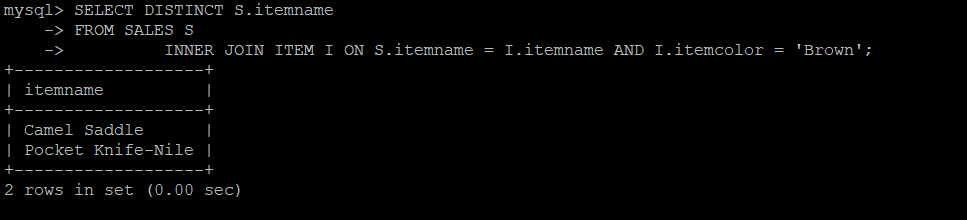 mysql> SELECT DISTINCT S.itemname
    -> FROM SALES S
    ->          INNER JOIN ITEM I ON S.itemname = I.itemname AND I.itemcolor = 'Brown';
+-------------------+
| itemname          |
+-------------------+
| Camel Saddle      |
| Pocket Knife-Nile |
+-------------------+
2 rows in set (0.00 sec)